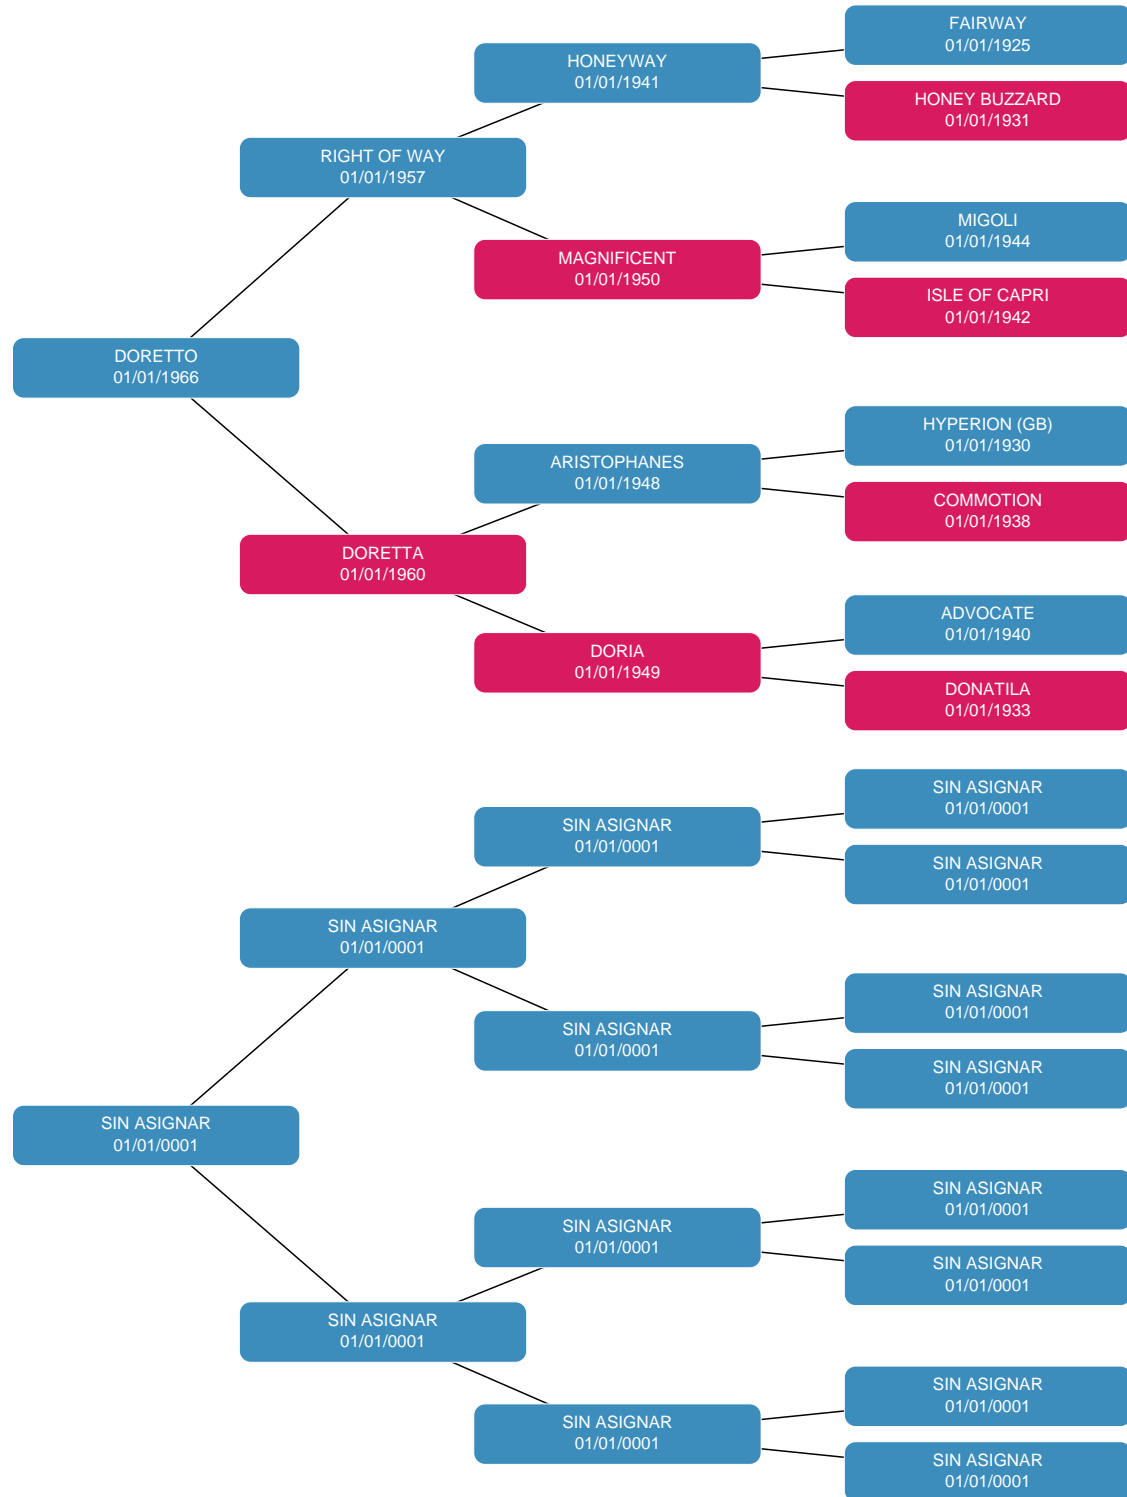 FAIRWAY
01/01/1925
HONEYWAY
01/01/1941
HONEY BUZZARD
01/01/1931
RIGHT OF WAY
01/01/1957
MIGOLI
01/01/1944
MAGNIFICENT
01/01/1950
ISLE OF CAPRI
01/01/1942
DORETTO
01/01/1966
HYPERION (GB)
01/01/1930
ARISTOPHANES
01/01/1948
COMMOTION
01/01/1938
DORETTA
01/01/1960
ADVOCATE
01/01/1940
DORIA
01/01/1949
DONATILA
01/01/1933
SIN ASIGNAR
01/01/0001
SIN ASIGNAR
01/01/0001
SIN ASIGNAR
01/01/0001
SIN ASIGNAR
01/01/0001
SIN ASIGNAR
01/01/0001
SIN ASIGNAR
01/01/0001
SIN ASIGNAR
01/01/0001
SIN ASIGNAR
01/01/0001
SIN ASIGNAR
01/01/0001
SIN ASIGNAR
01/01/0001
SIN ASIGNAR
01/01/0001
SIN ASIGNAR
01/01/0001
SIN ASIGNAR
01/01/0001
SIN ASIGNAR
01/01/0001
SIN ASIGNAR
01/01/0001